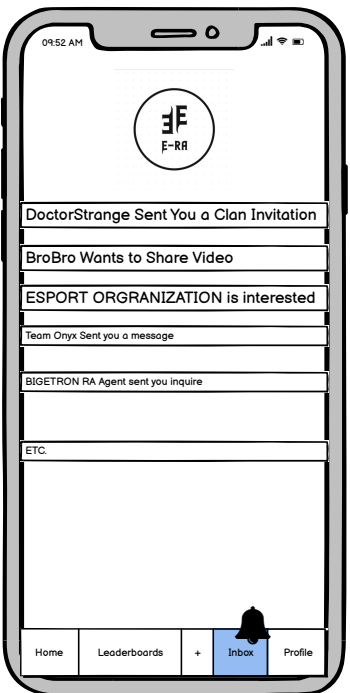 09:52 AM
E-RA
DoctorStrange Sent You a Clan Invitation
BroBro Wants to Share Video
ESPORT ORGRANIZATION is interested
Team Onyx Sent you a message
BIGETRON RA Agent sent you inquire
ETC.
Home Leaderboards + Inbox Profile